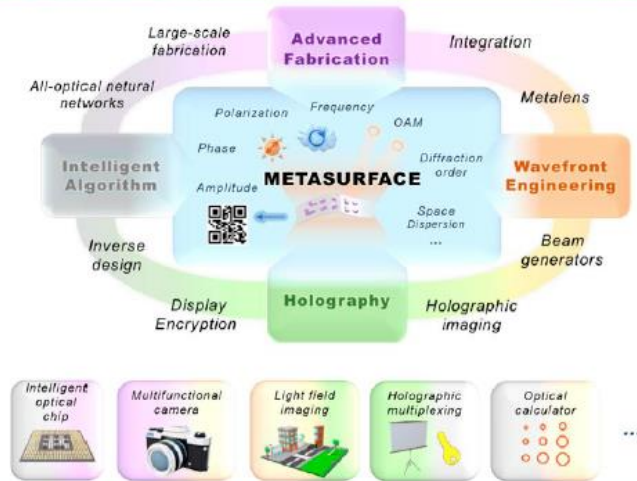 Large-scale
fabrication
Advanced
Fabrication
Integration
All-optical netural
networks
Metalens
Polarization
Frequency
OAM
Phase
Diffraction
order
Intelligent
Algorithm
METASURFACE
Wavefront
Engineering
Amplitude
Space
Dispersion
...
Inverse
design
Beam
generators
Display
Encryption
Holography
Holographic
imaging
Intelligent
optical
chip
Multifunctional
camera
Light field
imaging
Holographic
multiplexing
Optical
calculator
...